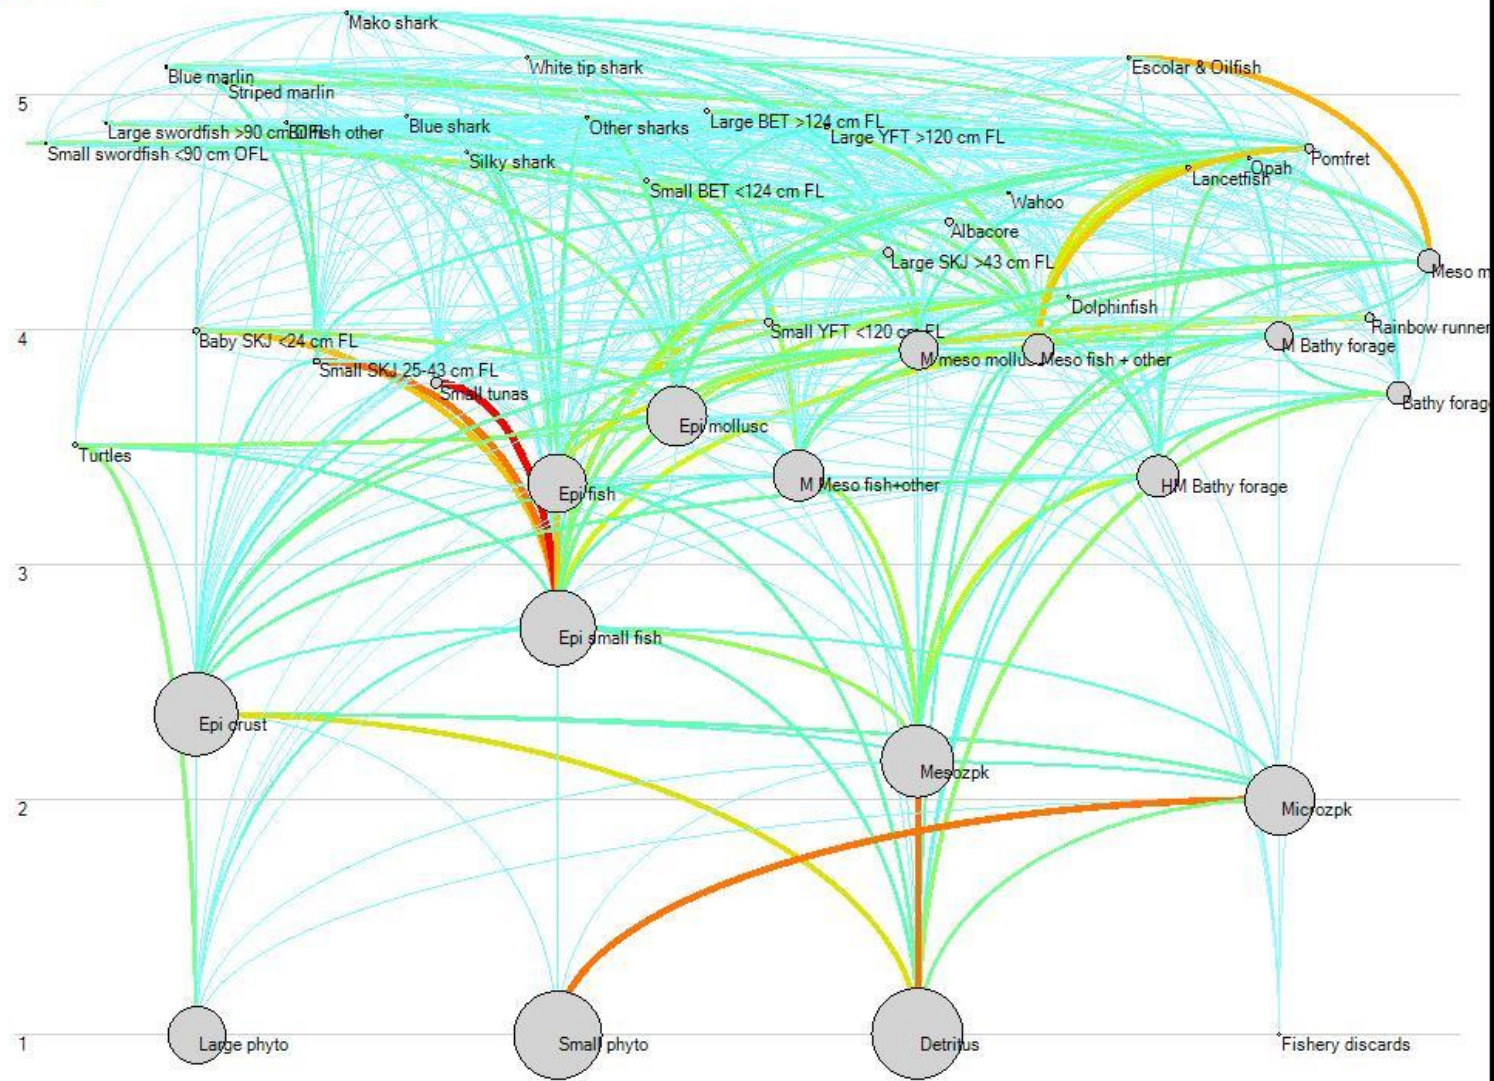 Mako shark
White tip shark
Escolar & Oilfish
Blue marlin
Striped marlin
5
Large swordfish >90 cm OFL
Billfish other
Blue shark
Other sharks
Large BET >124 cm FL
Large YFT >120 cm FL
Small swordfish <90 cm OFL
Silky shark
Pomfret
Opah
Lancetfish
Small BET <124 cm FL
Wahoo
Albacore
Large SKJ >43 cm FL
Meso m
Dolphinfish
4
Baby SKJ <24 cm FL
Small YFT <120 cm FL
Rainbow runner
M Bathy forage
M meso mollusc
Meso fish + other
Small SKJ 25-43 cm FL
Small tunas
Bathy forage
Epi mollusc
Turtles
Epi fish
M Meso fish+other
HM Bathy forage
3
Epi small fish
Epi crust
Mesozpk
2
Microzpk
1
Large phyto
Small phyto
Detritus
Fishery discards